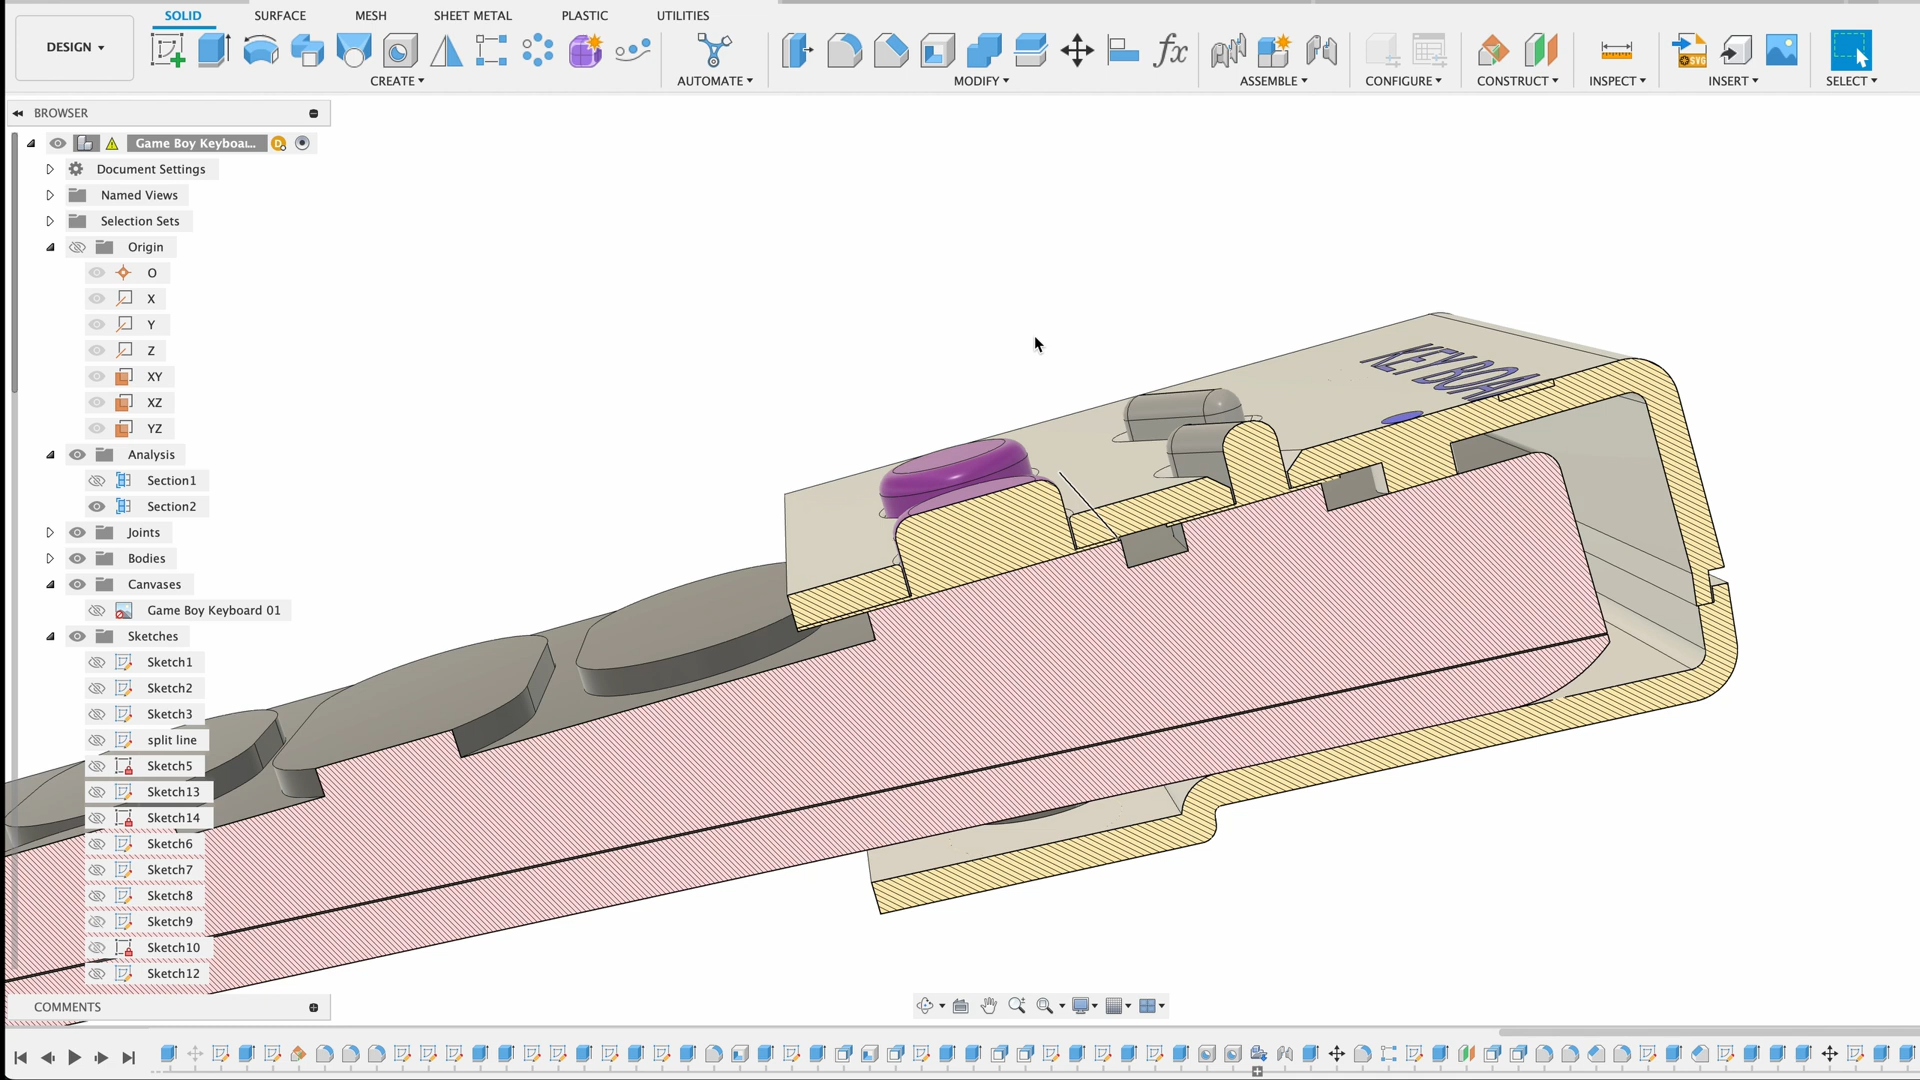 SOLID SURFACE MESH SHEET METAL PLASTIC UTILITIES
DESIGN
CREATE AUTOMATE MODIFY ASSEMBLE CONFIGURE CONSTRUCT INSPECT INSERT SELECT
BROWSER
Game Boy Keyboar...
Document Settings
Named Views
Selection Sets
Origin
O
X
Y
Z
XY
XZ
YZ
Analysis
Section1
Section2
Joints
Bodies
Canvases
Game Boy Keyboard 01
Sketches
Sketch1
Sketch2
Sketch3
split line
Sketch5
Sketch13
Sketch14
Sketch6
Sketch7
Sketch8
Sketch9
Sketch10
Sketch12
COMMENTS
KEYBOA